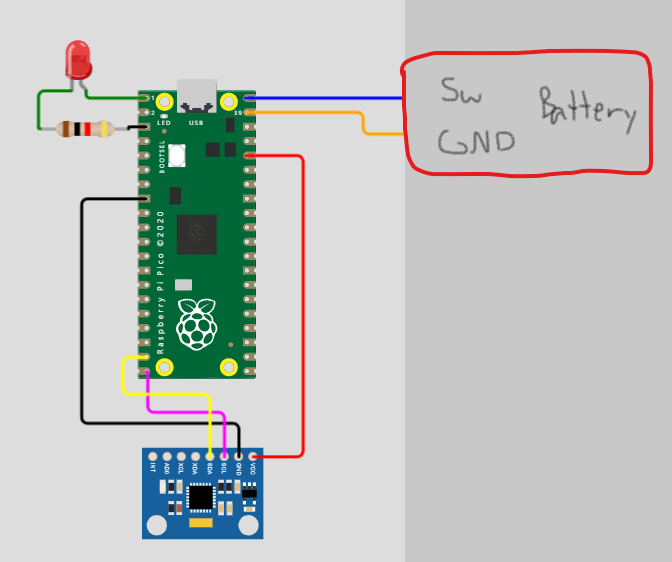 Sw Battery
GND
1
2
39
LED USB
BOOTSEL
Raspberry Pi Pico ©2020
INT AD0 XCL XDA SDA SCL GND VCC